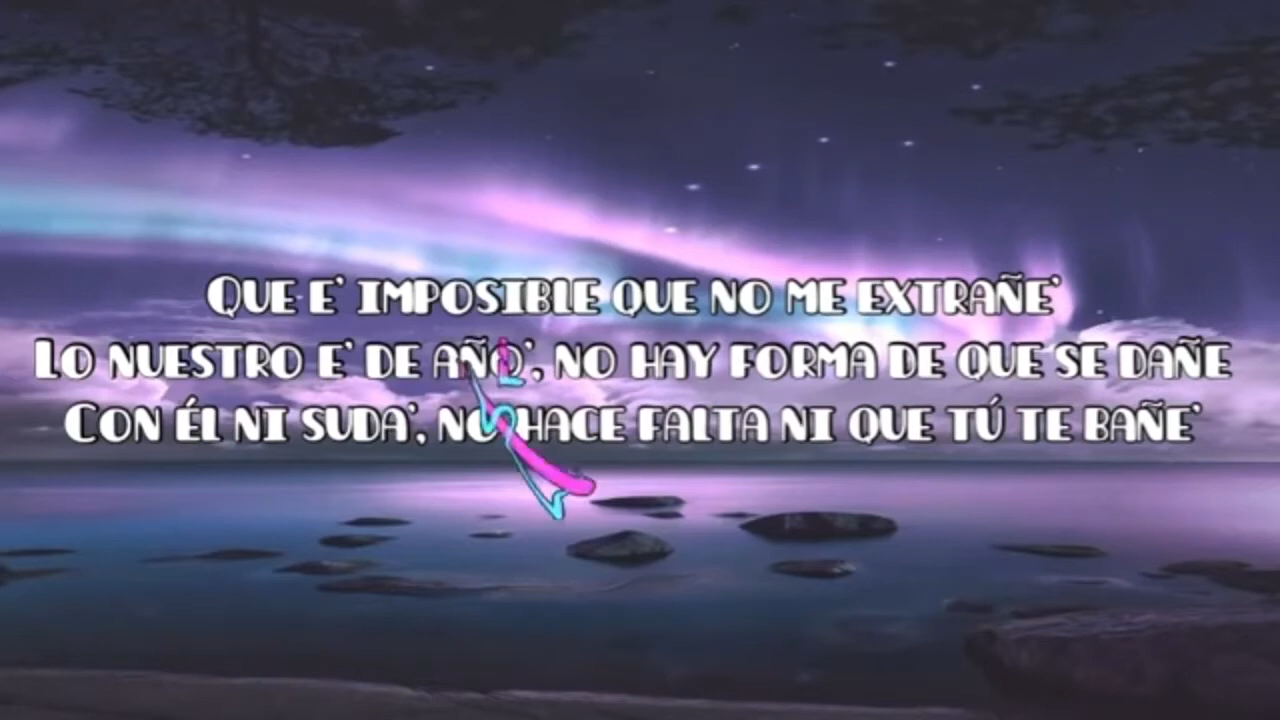 Que e' imposible que no me extrañe'
Lo nuestro e' de año', no hay forma de que se dañe
Con él ni suda', no hace falta ni que tú te bañe'